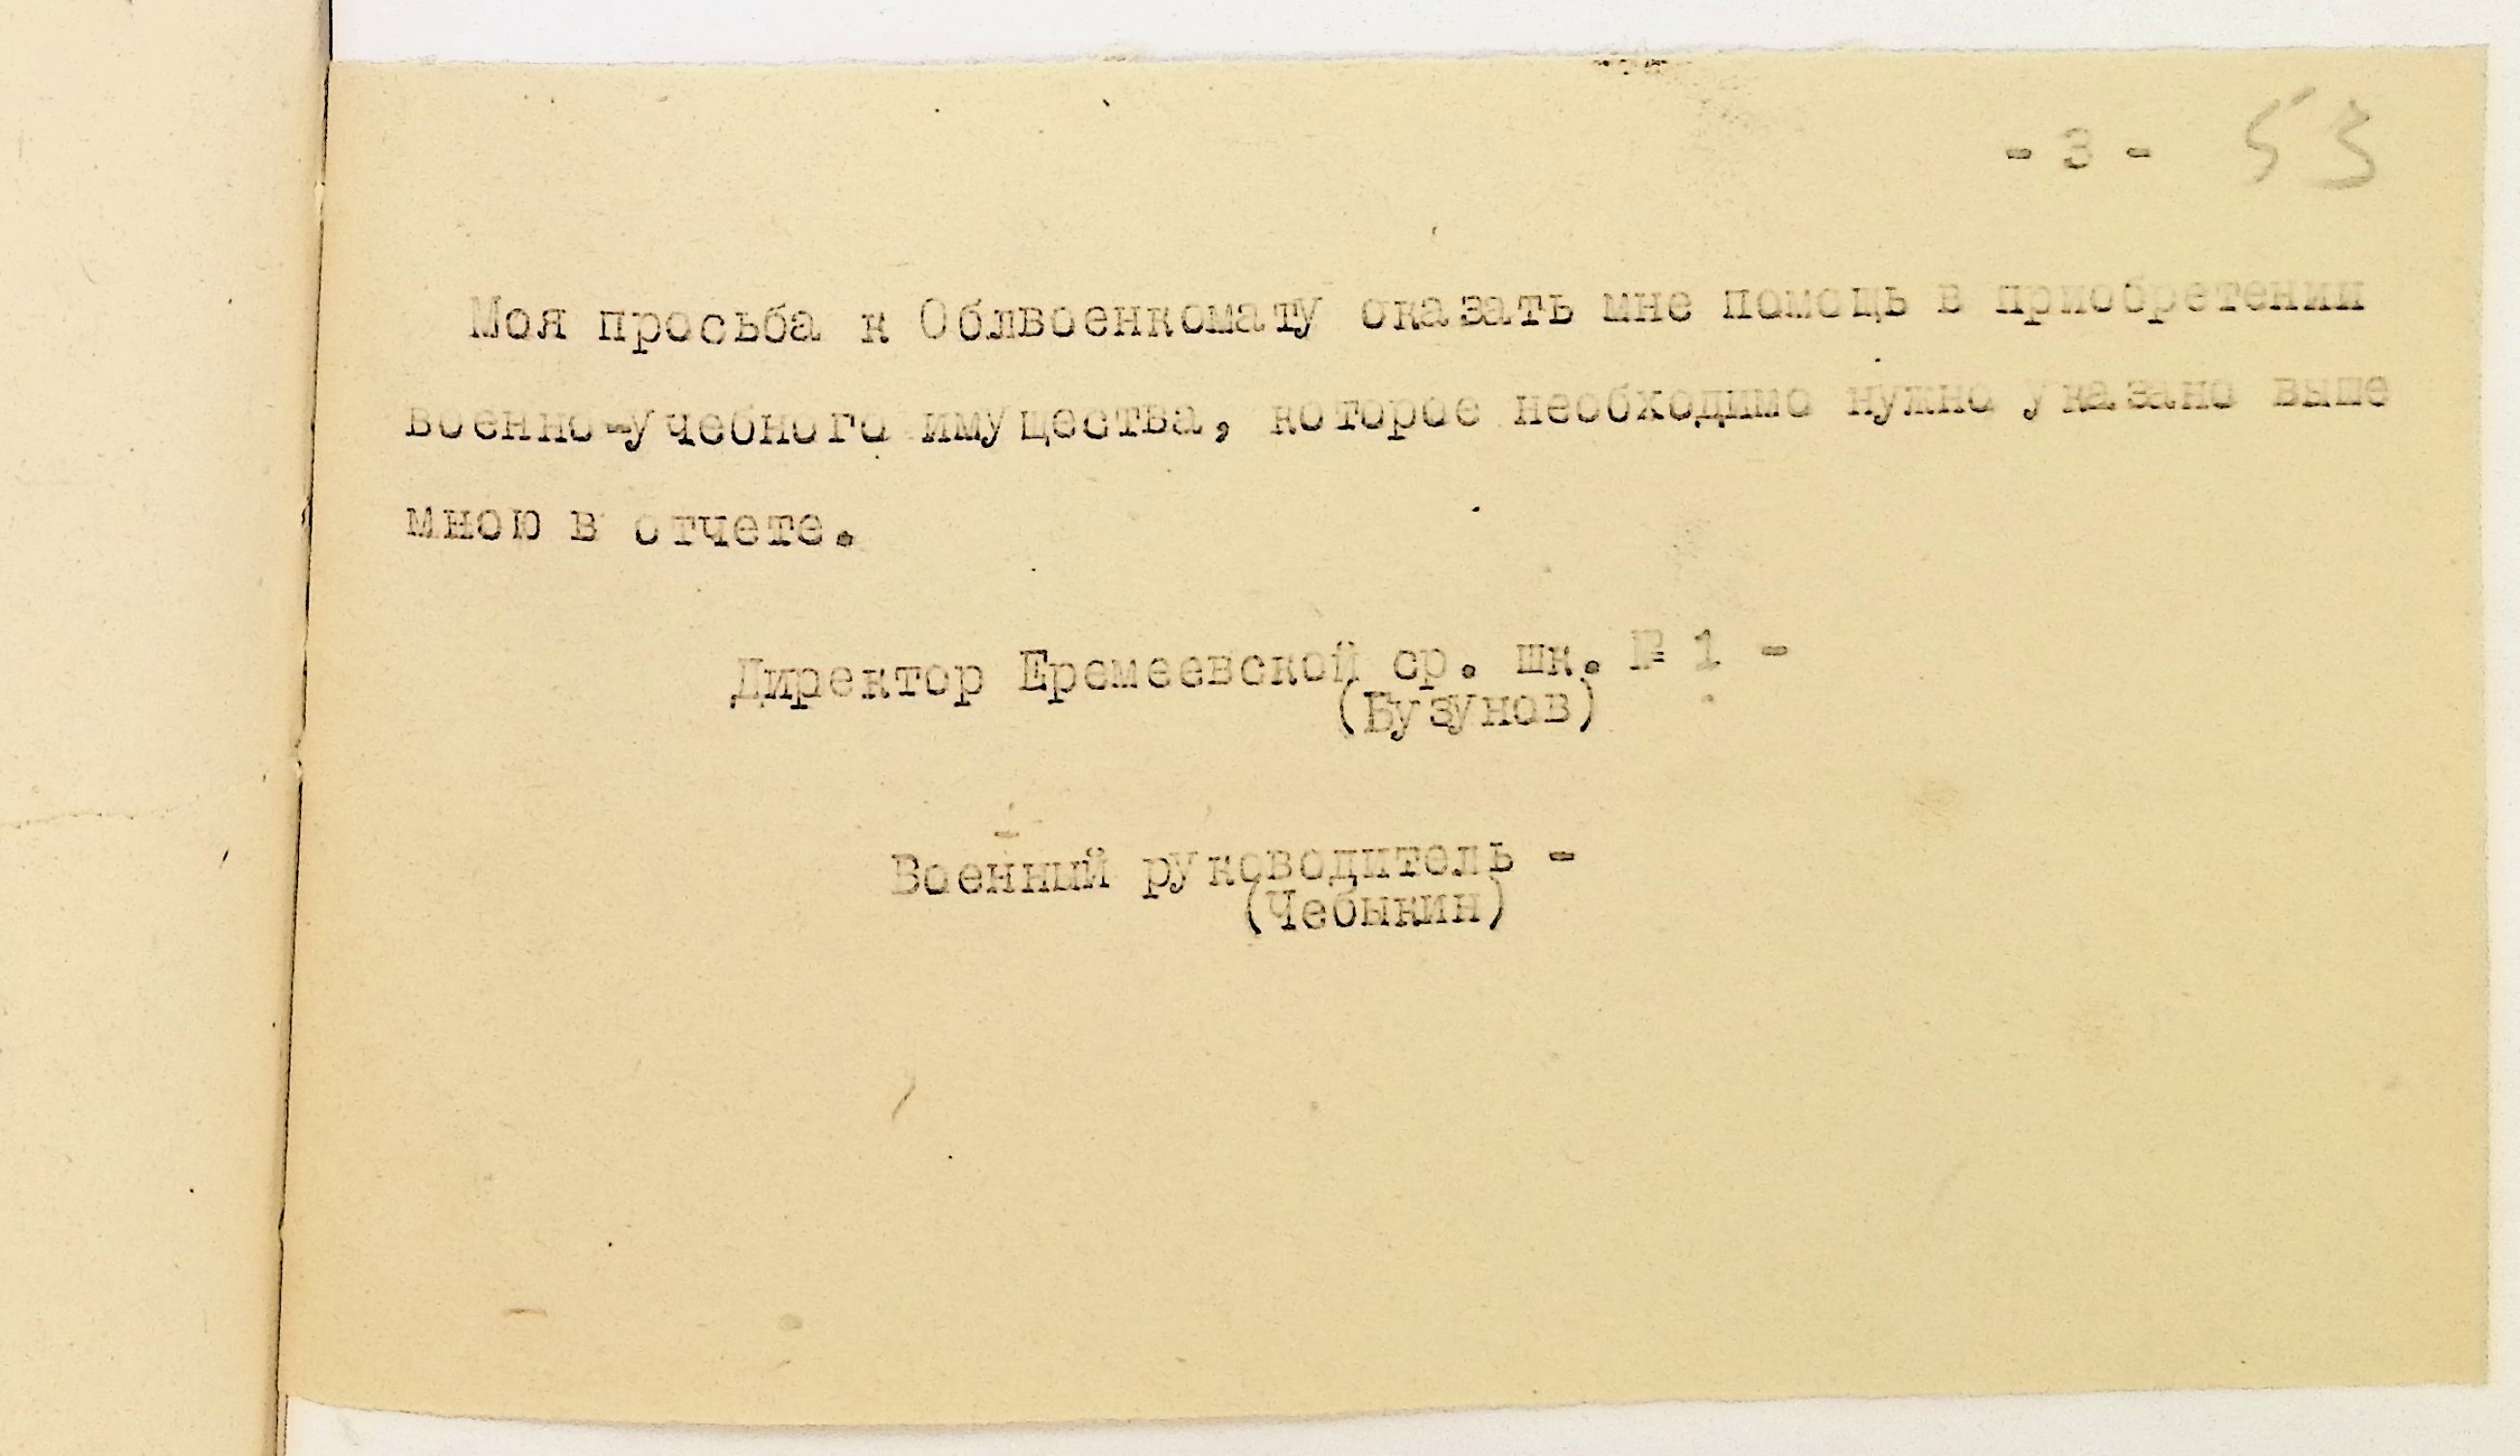 - 3 - 53
Моя просьба к Облвоенкомату оказать мне помощь в приобретении
военно-учебного имущества, которое необходимо нужно указано выше
мною в отчете.
Директор Еремеевской ср. шк. № 1 -
(Бузунов)
Военный руководитель -
(Чебыкин)